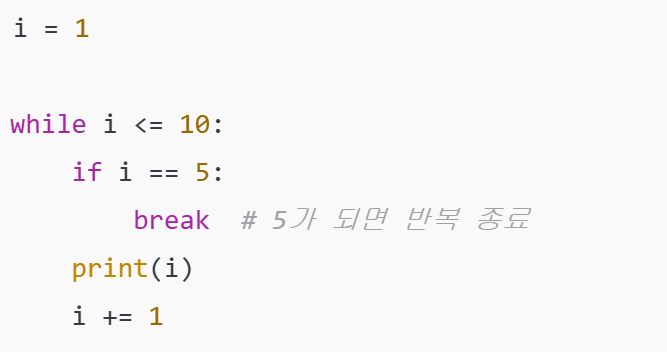 i = 1
while i <= 10:
    if i == 5:
        break  # 5가 되면 반복 종료
    print(i)
    i += 1